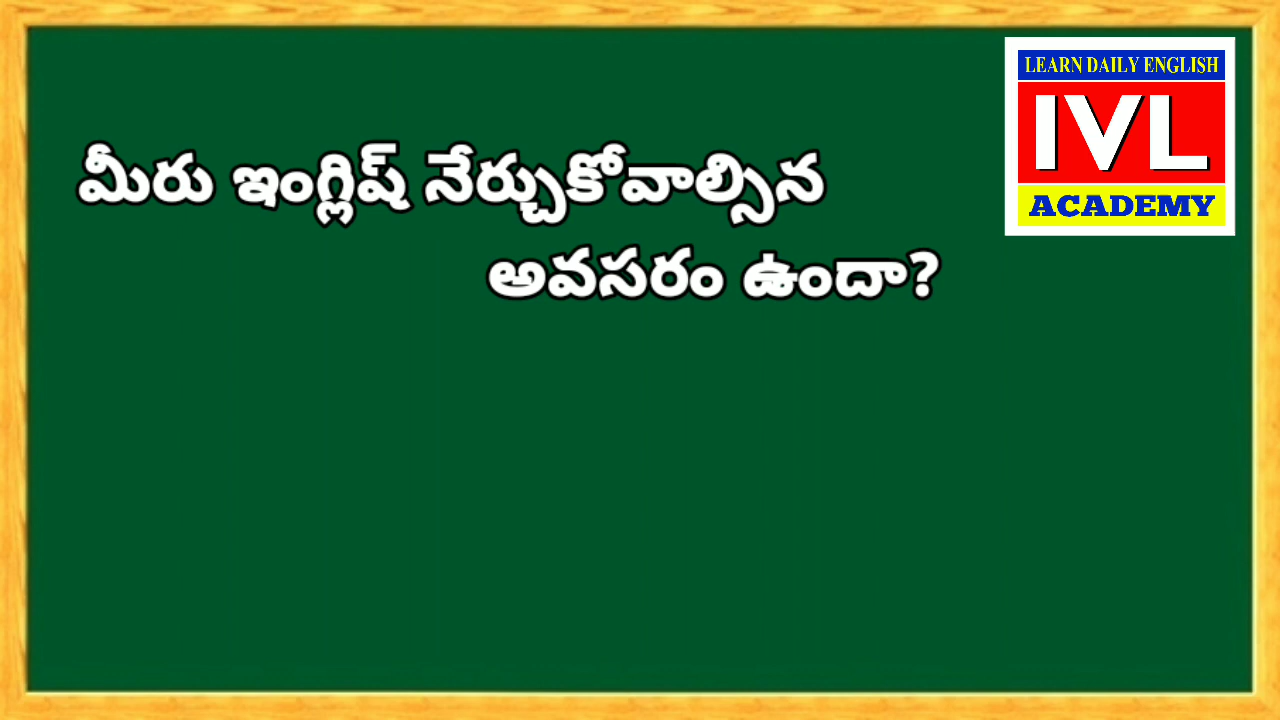 LEARN DAILY ENGLISH
IVL
ACADEMY
మీరు ఇంగ్లిష్ నేర్చుకోవాల్సిన
అవసరం ఉందా?